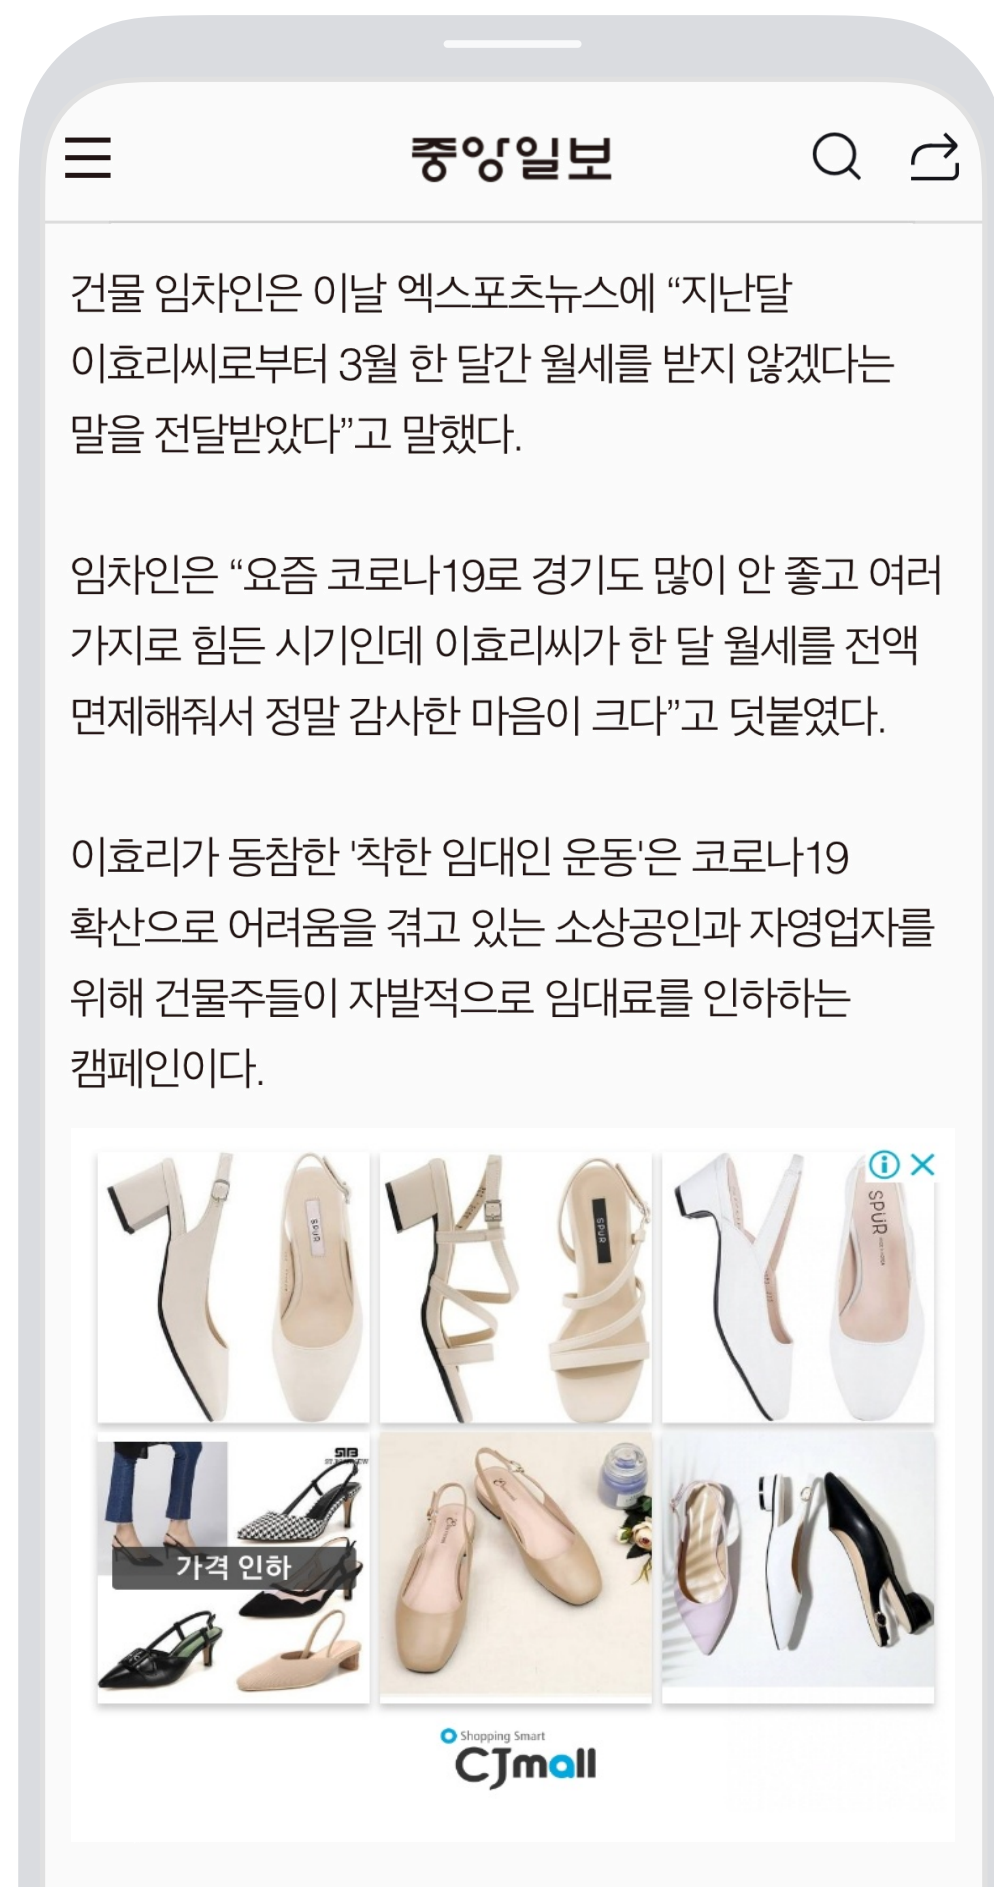 중앙일보
건물 임차인은 이날 엑스포츠뉴스에 “지난달
이효리씨로부터 3월 한 달간 월세를 받지 않겠다는
말을 전달받았다”고 말했다.
임차인은 “요즘 코로나19로 경기도 많이 안 좋고 여러
가지로 힘든 시기인데 이효리씨가 한 달 월세를 전액
면제해줘서 정말 감사한 마음이 크다”고 덧붙였다.
이효리가 동참한 '착한 임대인 운동'은 코로나19
확산으로 어려움을 겪고 있는 소상공인과 자영업자를
위해 건물주들이 자발적으로 임대료를 인하하는
캠페인이다.
SPUR
SPUR
SPUR
가격 인하
Shopping Smart
CJmall